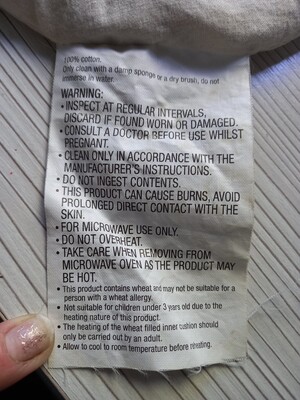 100% cotton.
Only clean with a damp sponge or a dry brush, do not
immerse in water.
WARNING:
• INSPECT AT REGULAR INTERVALS,
DISCARD IF FOUND WORN OR DAMAGED.
• CONSULT A DOCTOR BEFORE USE WHILST
PREGNANT.
• CLEAN ONLY IN ACCORDANCE WITH THE
MANUFACTURER'S INSTRUCTIONS.
• DO NOT INGEST CONTENTS.
• THIS PRODUCT CAN CAUSE BURNS, AVOID
PROLONGED DIRECT CONTACT WITH THE
SKIN.
• FOR MICROWAVE USE ONLY.
• DO NOT OVERHEAT.
• TAKE CARE WHEN REMOVING FROM
MICROWAVE OVEN AS THE PRODUCT MAY
BE HOT.
• This product contains wheat and may not be suitable for a
person with a wheat allergy.
• Not suitable for children under 3 years old due to the
heating nature of this product.
• The heating of the wheat filled inner cushion should
only be carried out by an adult.
• Allow to cool to room temperature before reheating.